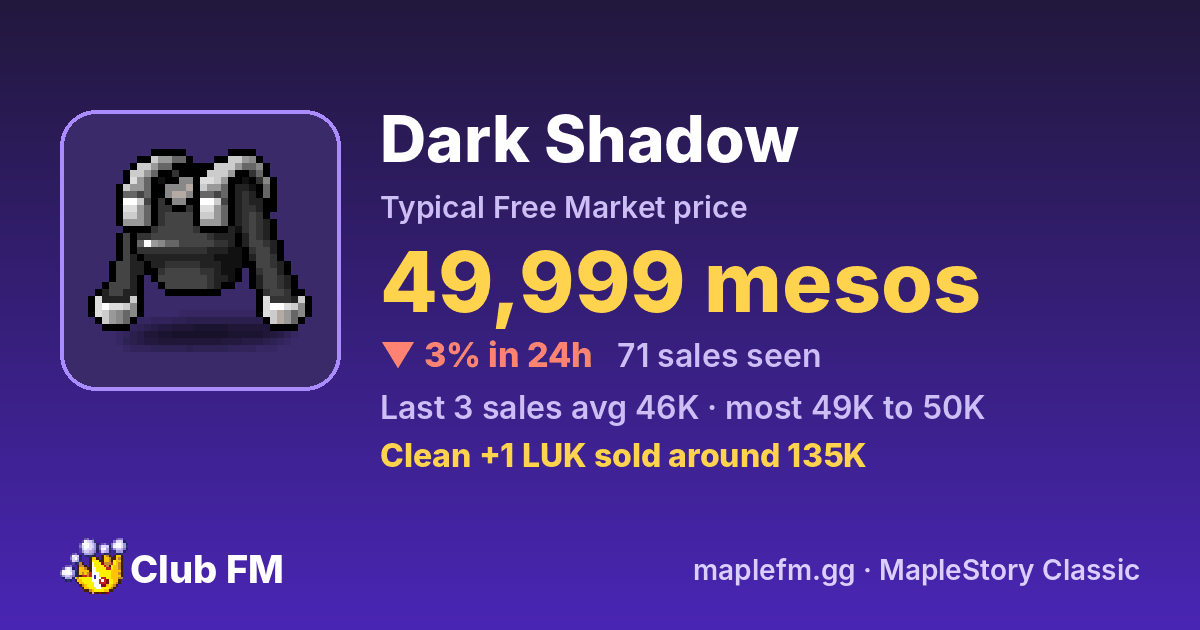 Dark Shadow
Typical Free Market price
49,999 mesos
▼ 3% in 24h 71 sales seen
Last 3 sales avg 46K · most 49K to 50K
Clean +1 LUK sold around 135K
Club FM
maplefm.gg · MapleStory Classic